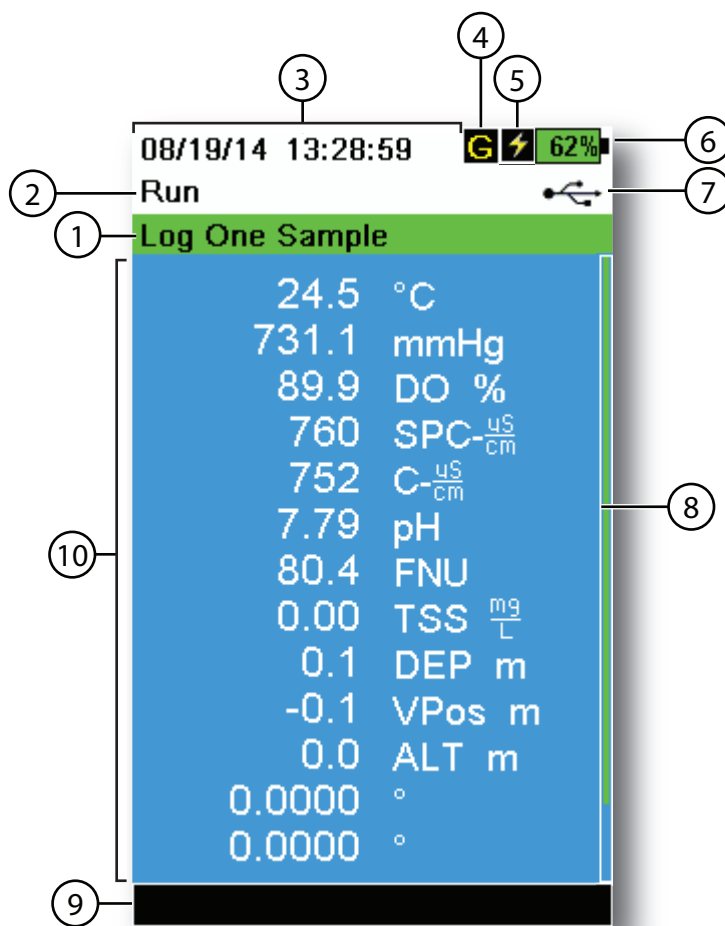 4
3
5
08/19/14 13:28:59 G 62%
6
2
Run
7
1
Log One Sample
24.5 °C
731.1 mmHg
89.9 DO %
760 SPC-uS/cm
752 C-uS/cm
8
7.79 pH
10
80.4 FNU
0.00 TSS mg/L
0.1 DEP m
-0.1 VPos m
0.0 ALT m
0.0000 °
0.0000 °
9